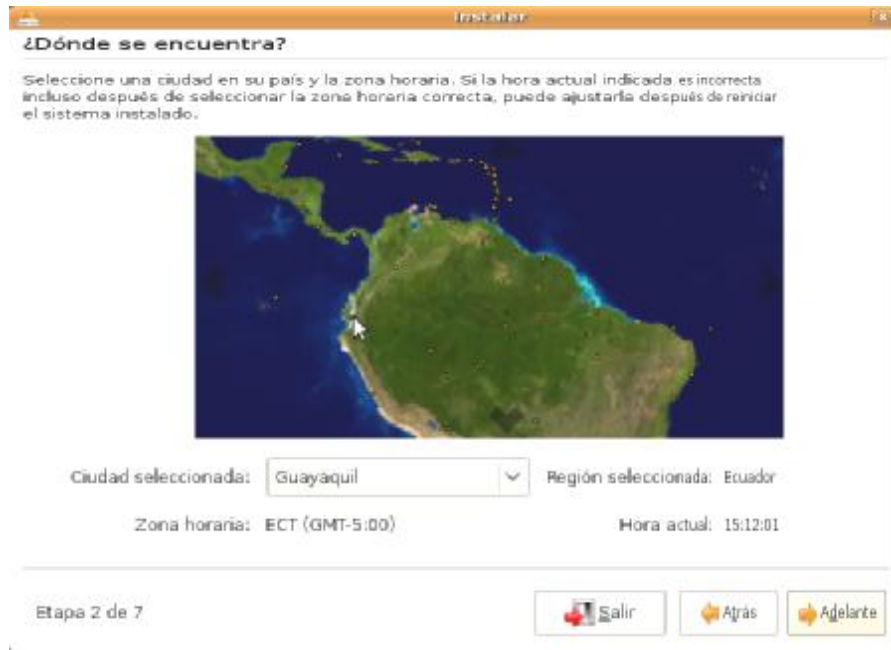 Instalar
¿Dónde se encuentra?
Seleccione una ciudad en su país y la zona horaria. Si la hora actual indicada es incorrecta
incluso después de seleccionar la zona horaria correcta, puede ajustarla después de reiniciar
el sistema instalado.
Ciudad seleccionada: Guayaquil Región seleccionada: Ecuador
Zona horaria: ECT (GMT-5:00) Hora actual: 15:12:01
Etapa 2 de 7 Salir Atrás Adelante